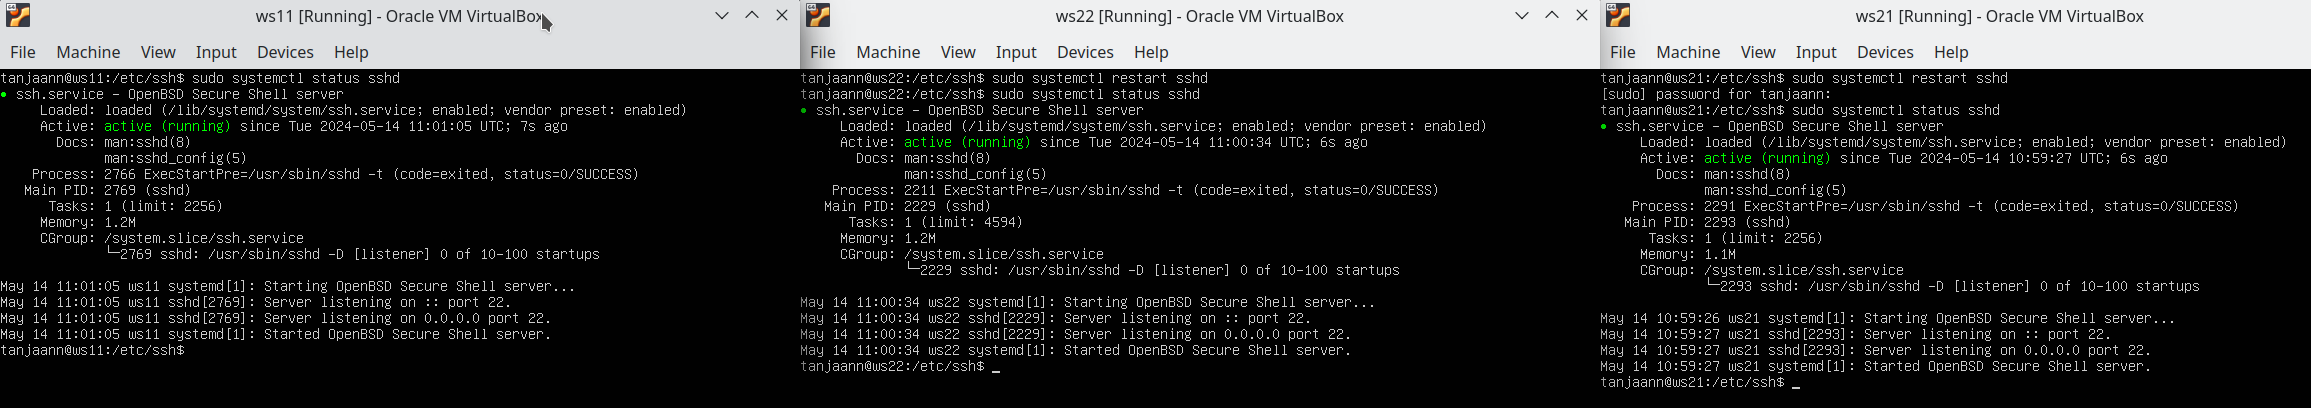 ws11 [Running] - Oracle VM VirtualBox
File Machine View Input Devices Help
tanjaann@ws11:/etc/ssh$ sudo systemctl status sshd
● ssh.service - OpenBSD Secure Shell server
Loaded: loaded (/lib/systemd/system/ssh.service; enabled; vendor preset: enabled)
Active: active (running) since Tue 2024-05-14 11:01:05 UTC; 7s ago
Docs: man:sshd(8)
man:sshd_config(5)
Process: 2766 ExecStartPre=/usr/sbin/sshd -t (code=exited, status=0/SUCCESS)
Main PID: 2769 (sshd)
Tasks: 1 (limit: 2256)
Memory: 1.2M
CGroup: /system.slice/ssh.service
└─2769 sshd: /usr/sbin/sshd -D [listener] 0 of 10-100 startups
May 14 11:01:05 ws11 systemd[1]: Starting OpenBSD Secure Shell server...
May 14 11:01:05 ws11 sshd[2769]: Server listening on :: port 22.
May 14 11:01:05 ws11 sshd[2769]: Server listening on 0.0.0.0 port 22.
May 14 11:01:05 ws11 systemd[1]: Started OpenBSD Secure Shell server.
tanjaann@ws11:/etc/ssh$
ws22 [Running] - Oracle VM VirtualBox
File Machine View Input Devices Help
tanjaann@ws22:/etc/ssh$ sudo systemctl restart sshd
tanjaann@ws22:/etc/ssh$ sudo systemctl status sshd
● ssh.service - OpenBSD Secure Shell server
Loaded: loaded (/lib/systemd/system/ssh.service; enabled; vendor preset: enabled)
Active: active (running) since Tue 2024-05-14 11:00:34 UTC; 6s ago
Docs: man:sshd(8)
man:sshd_config(5)
Process: 2211 ExecStartPre=/usr/sbin/sshd -t (code=exited, status=0/SUCCESS)
Main PID: 2229 (sshd)
Tasks: 1 (limit: 4594)
Memory: 1.2M
CGroup: /system.slice/ssh.service
└─2229 sshd: /usr/sbin/sshd -D [listener] 0 of 10-100 startups
May 14 11:00:34 ws22 systemd[1]: Starting OpenBSD Secure Shell server...
May 14 11:00:34 ws22 sshd[2229]: Server listening on :: port 22.
May 14 11:00:34 ws22 sshd[2229]: Server listening on 0.0.0.0 port 22.
May 14 11:00:34 ws22 systemd[1]: Started OpenBSD Secure Shell server.
tanjaann@ws22:/etc/ssh$ _
ws21 [Running] - Oracle VM VirtualBox
File Machine View Input Devices Help
tanjaann@ws21:/etc/ssh$ sudo systemctl restart sshd
[sudo] password for tanjaann:
tanjaann@ws21:/etc/ssh$ sudo systemctl status sshd
● ssh.service - OpenBSD Secure Shell server
Loaded: loaded (/lib/systemd/system/ssh.service; enabled; vendor preset: enabled)
Active: active (running) since Tue 2024-05-14 10:59:27 UTC; 6s ago
Docs: man:sshd(8)
man:sshd_config(5)
Process: 2291 ExecStartPre=/usr/sbin/sshd -t (code=exited, status=0/SUCCESS)
Main PID: 2293 (sshd)
Tasks: 1 (limit: 2256)
Memory: 1.1M
CGroup: /system.slice/ssh.service
└─2293 sshd: /usr/sbin/sshd -D [listener] 0 of 10-100 startups
May 14 10:59:26 ws21 systemd[1]: Starting OpenBSD Secure Shell server...
May 14 10:59:27 ws21 sshd[2293]: Server listening on :: port 22.
May 14 10:59:27 ws21 sshd[2293]: Server listening on 0.0.0.0 port 22.
May 14 10:59:27 ws21 systemd[1]: Started OpenBSD Secure Shell server.
tanjaann@ws21:/etc/ssh$ _